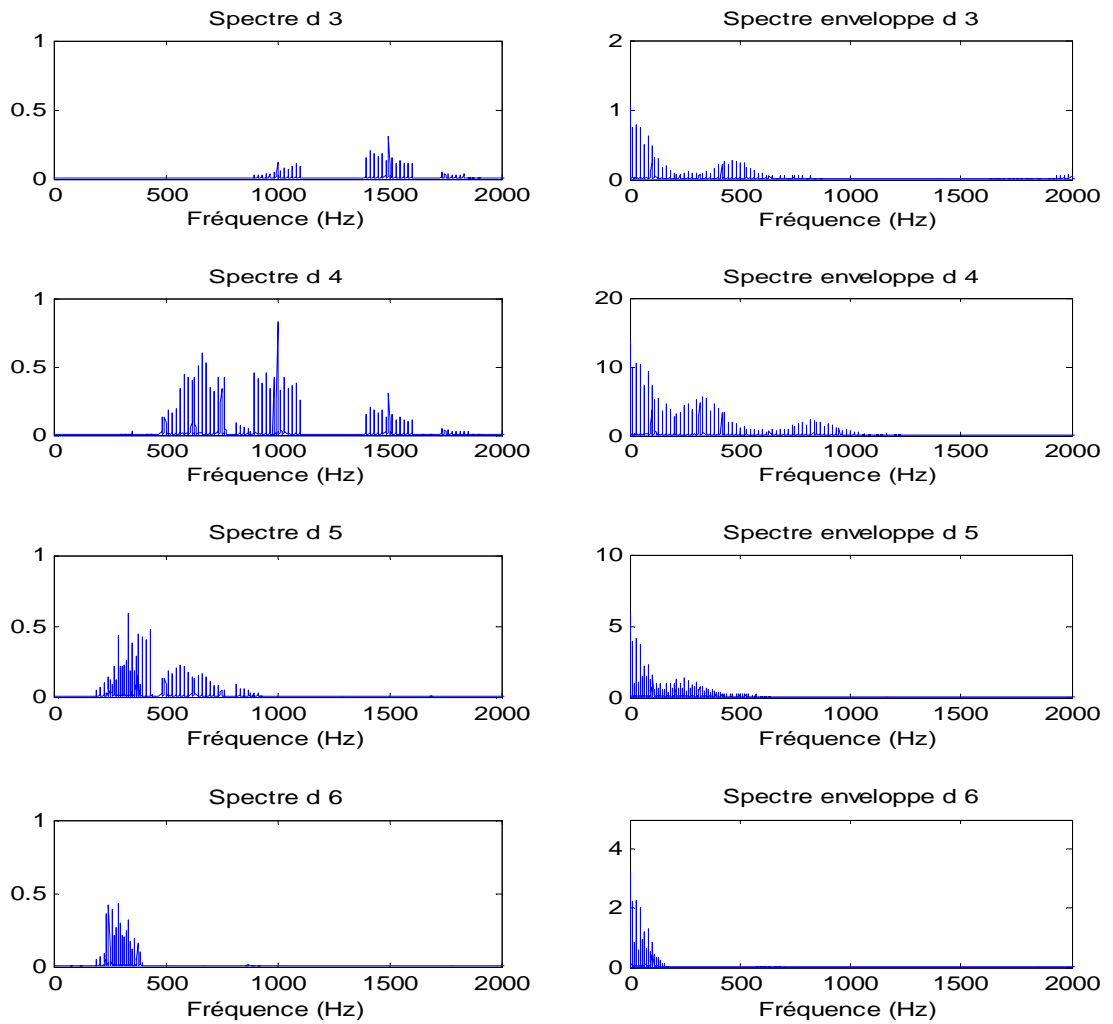 Spectre d 3
1
0.5
0
0 500 1000 1500 2000
Fréquence (Hz)
Spectre enveloppe d 3
2
1
0
0 500 1000 1500 2000
Fréquence (Hz)
Spectre d 4
1
0.5
0
0 500 1000 1500 2000
Fréquence (Hz)
Spectre enveloppe d 4
20
10
0
0 500 1000 1500 2000
Fréquence (Hz)
Spectre d 5
1
0.5
0
0 500 1000 1500 2000
Fréquence (Hz)
Spectre enveloppe d 5
10
5
0
0 500 1000 1500 2000
Fréquence (Hz)
Spectre d 6
1
0.5
0
0 500 1000 1500 2000
Fréquence (Hz)
Spectre enveloppe d 6
4
2
0
0 500 1000 1500 2000
Fréquence (Hz)